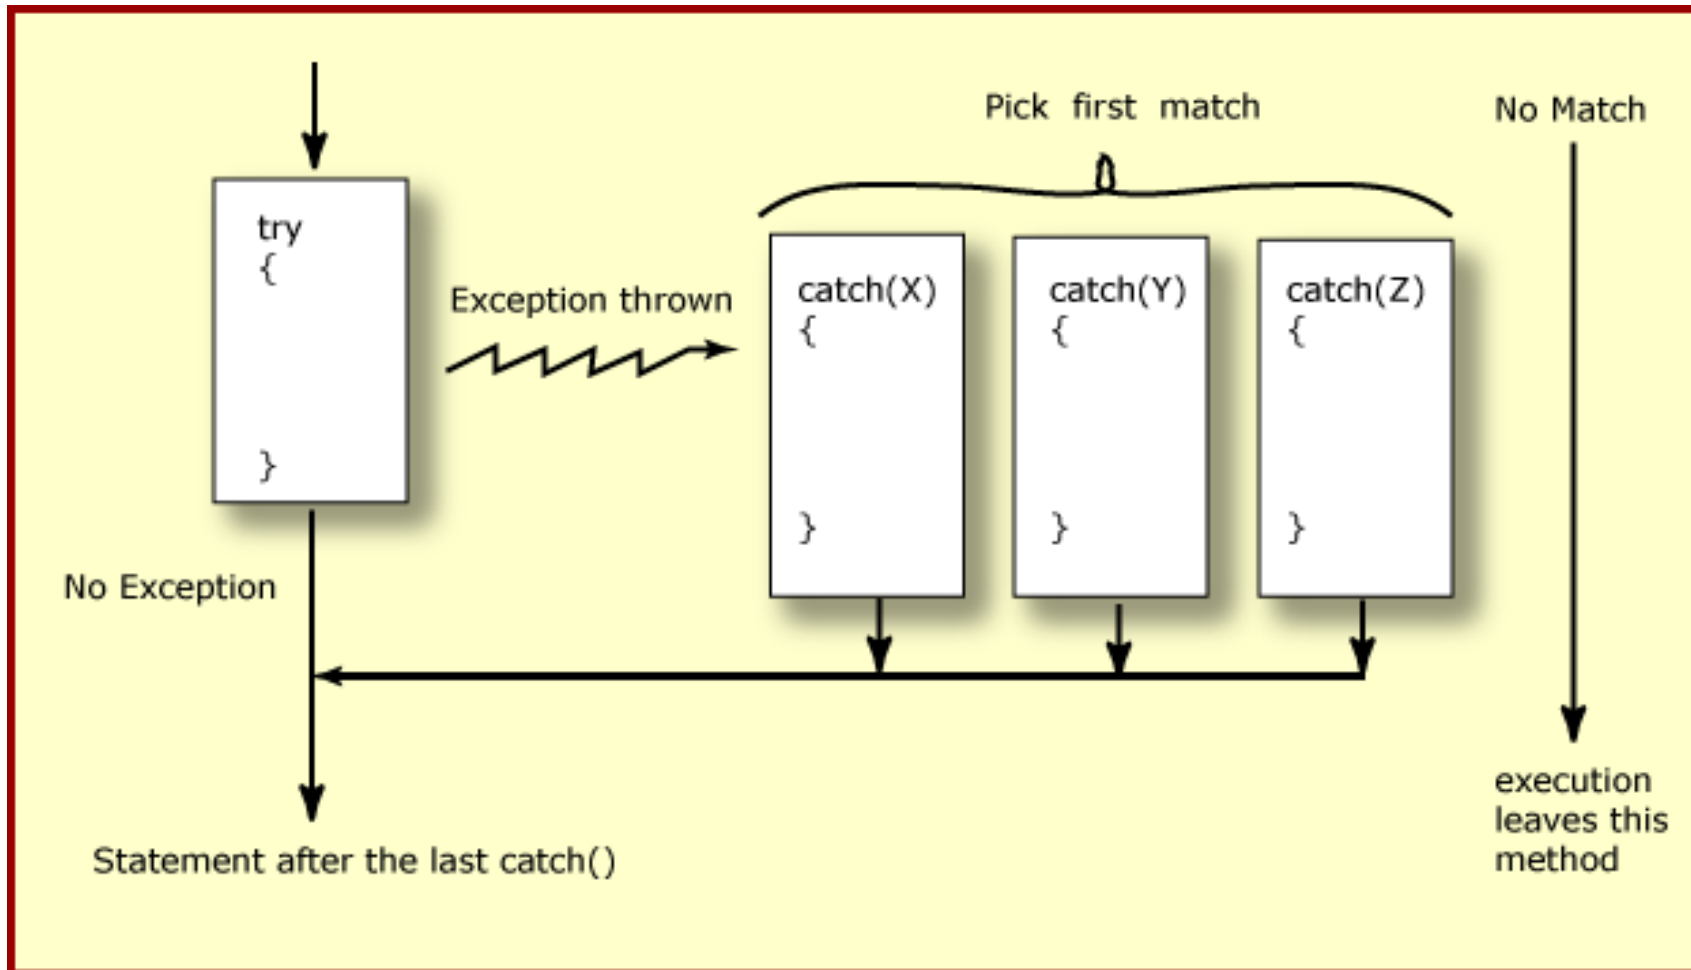 Pick first match
No Match
try
{
}
Exception thrown
catch(X)
{
}
catch(Y)
{
}
catch(Z)
{
}
No Exception
Statement after the last catch()
execution
leaves this
method